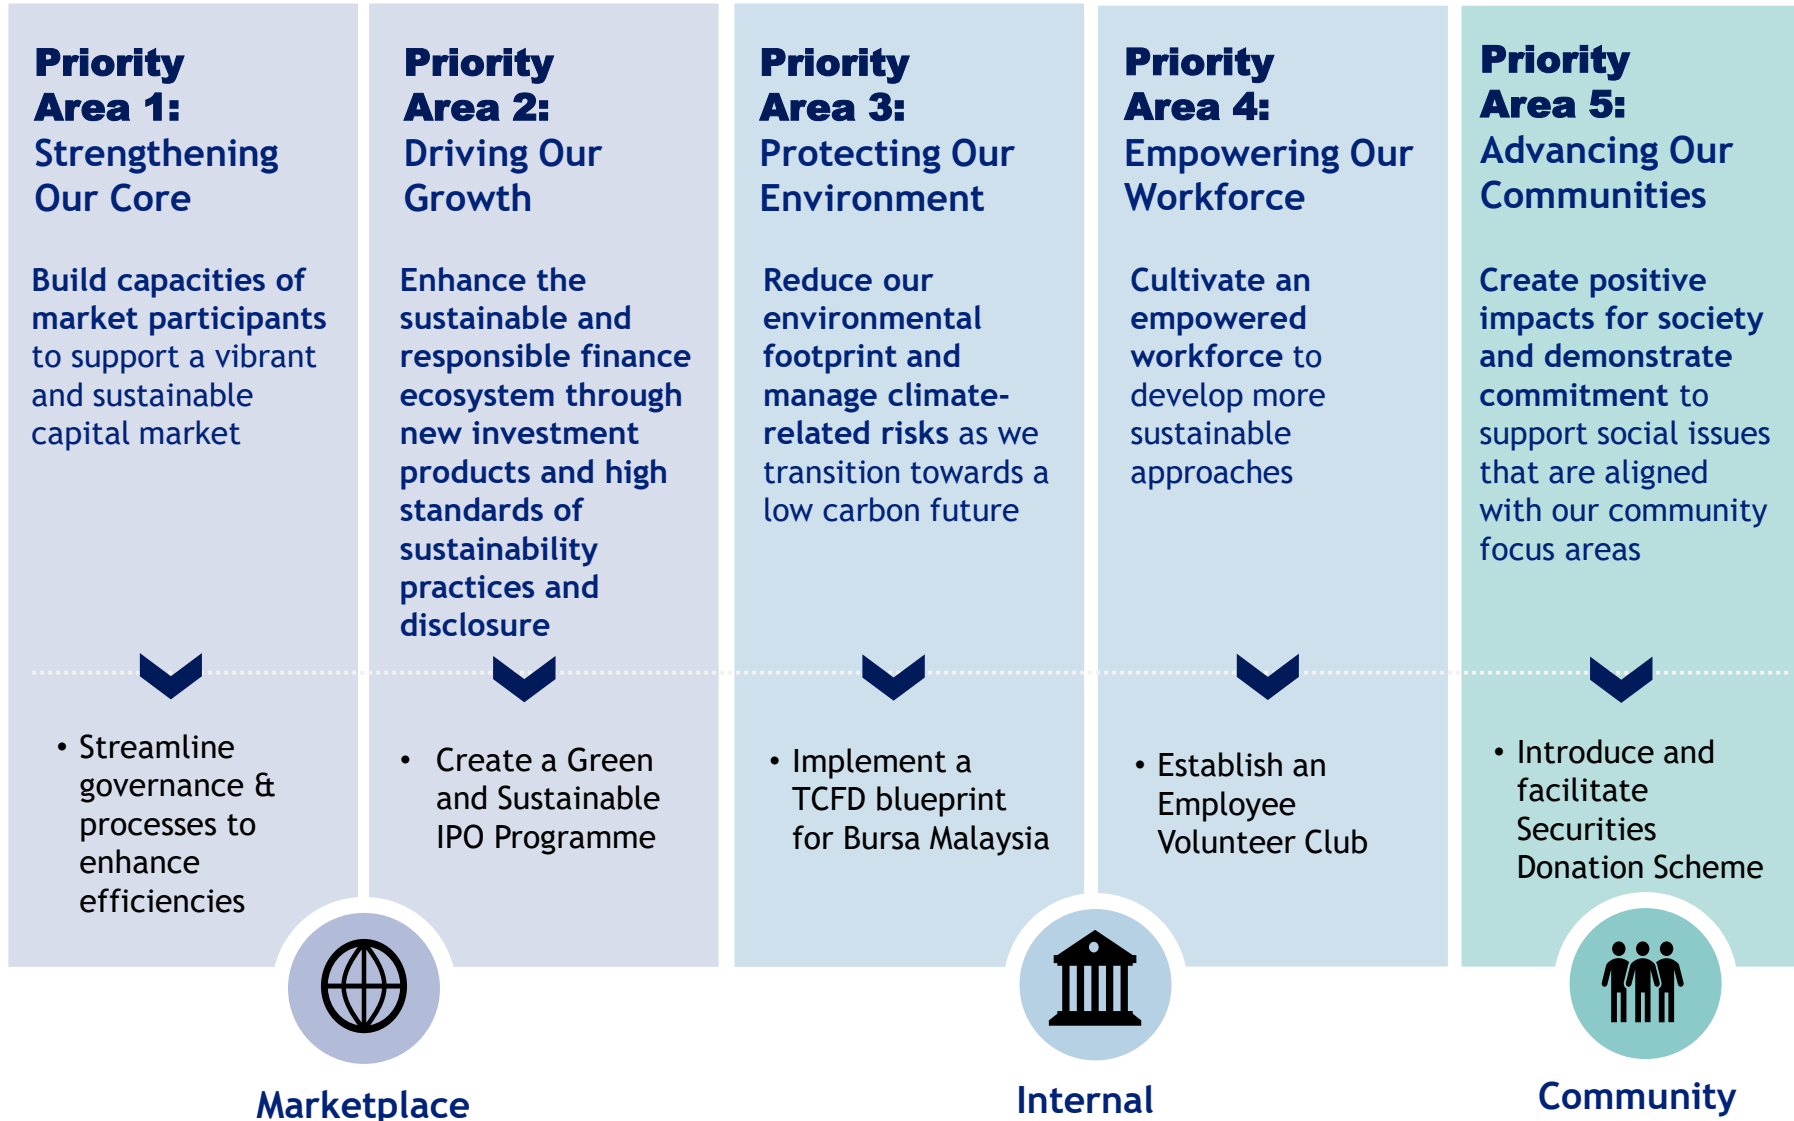 Priority
Area 1:
Strengthening
Our Core
Build capacities of
market participants
to support a vibrant
and sustainable
capital market
• Streamline
governance &
processes to
enhance
efficiencies
Priority
Area 2:
Driving Our
Growth
Enhance the
sustainable and
responsible finance
ecosystem through
new investment
products and high
standards of
sustainability
practices and
disclosure
• Create a Green
and Sustainable
IPO Programme
Marketplace
Priority
Area 3:
Protecting Our
Environment
Reduce our
environmental
footprint and
manage climate-
related risks as we
transition towards a
low carbon future
• Implement a
TCFD blueprint
for Bursa Malaysia
Priority
Area 4:
Empowering Our
Workforce
Cultivate an
empowered
workforce to
develop more
sustainable
approaches
• Establish an
Employee
Volunteer Club
Internal
Priority
Area 5:
Advancing Our
Communities
Create positive
impacts for society
and demonstrate
commitment to
support social issues
that are aligned
with our community
focus areas
• Introduce and
facilitate
Securities
Donation Scheme
Community